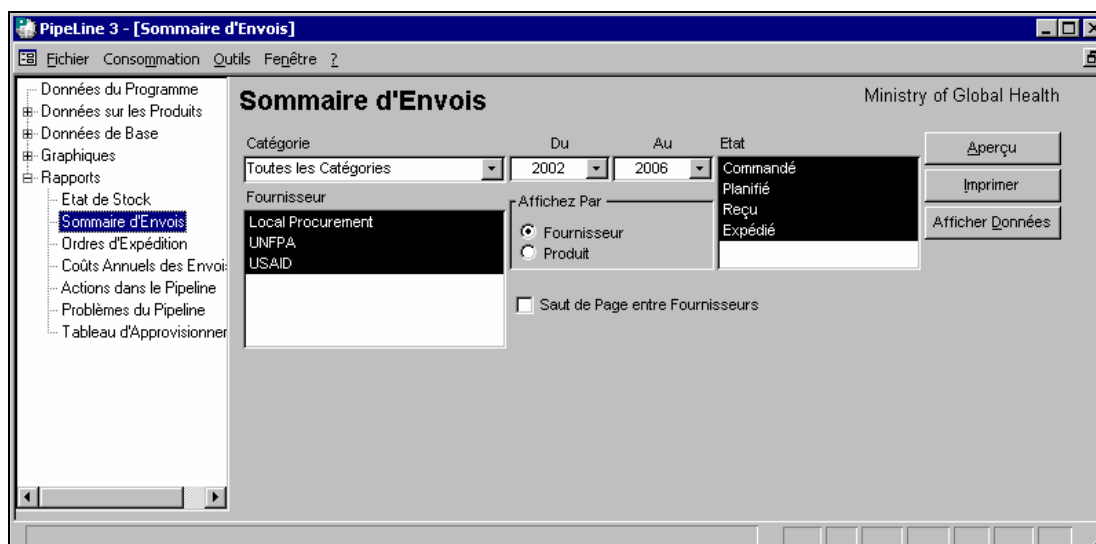 PipeLine 3 - [Sommaire d'Envois]
Fichier Consommation Outils Fenêtre ?
Données du Programme
Données sur les Produits
Données de Base
Graphiques
Rapports
Etat de Stock
Sommaire d'Envois
Ordres d'Expédition
Coûts Annuels des Envoi
Actions dans le Pipeline
Problèmes du Pipeline
Tableau d'Approvisionner
Sommaire d'Envois
Ministry of Global Health
Catégorie
Toutes les Catégories
Du
2002
Au
2006
Fournisseur
Local Procurement
UNFPA
USAID
Affichez Par
Fournisseur
Produit
Saut de Page entre Fournisseurs
Etat
Commandé
Planifié
Reçu
Expédié
Aperçu
Imprimer
Afficher Données